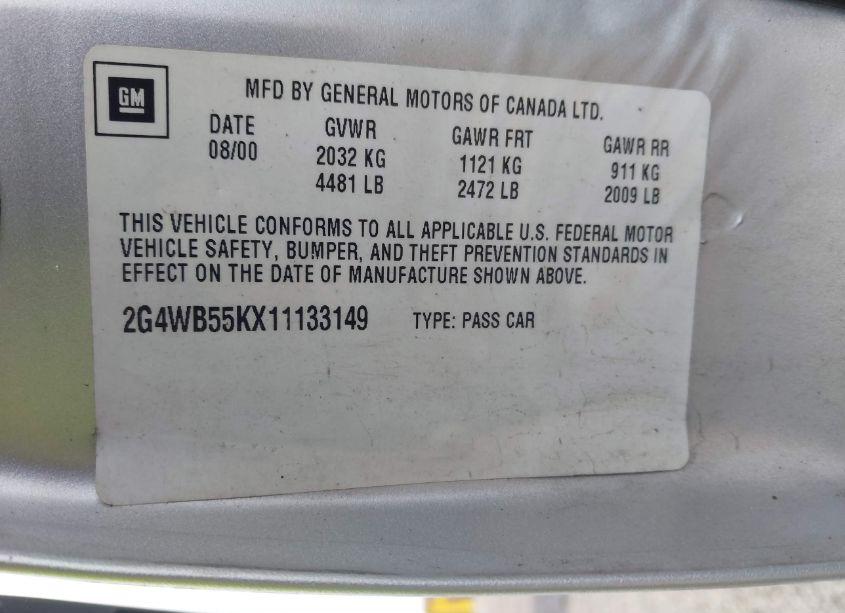 GM
MFD BY GENERAL MOTORS OF CANADA LTD.
DATE GVWR GAWR FRT GAWR RR
08/00 2032 KG 1121 KG 911 KG
4481 LB 2472 LB 2009 LB
THIS VEHICLE CONFORMS TO ALL APPLICABLE U.S. FEDERAL MOTOR
VEHICLE SAFETY, BUMPER, AND THEFT PREVENTION STANDARDS IN
EFFECT ON THE DATE OF MANUFACTURE SHOWN ABOVE.
2G4WB55KX11133149 TYPE: PASS CAR